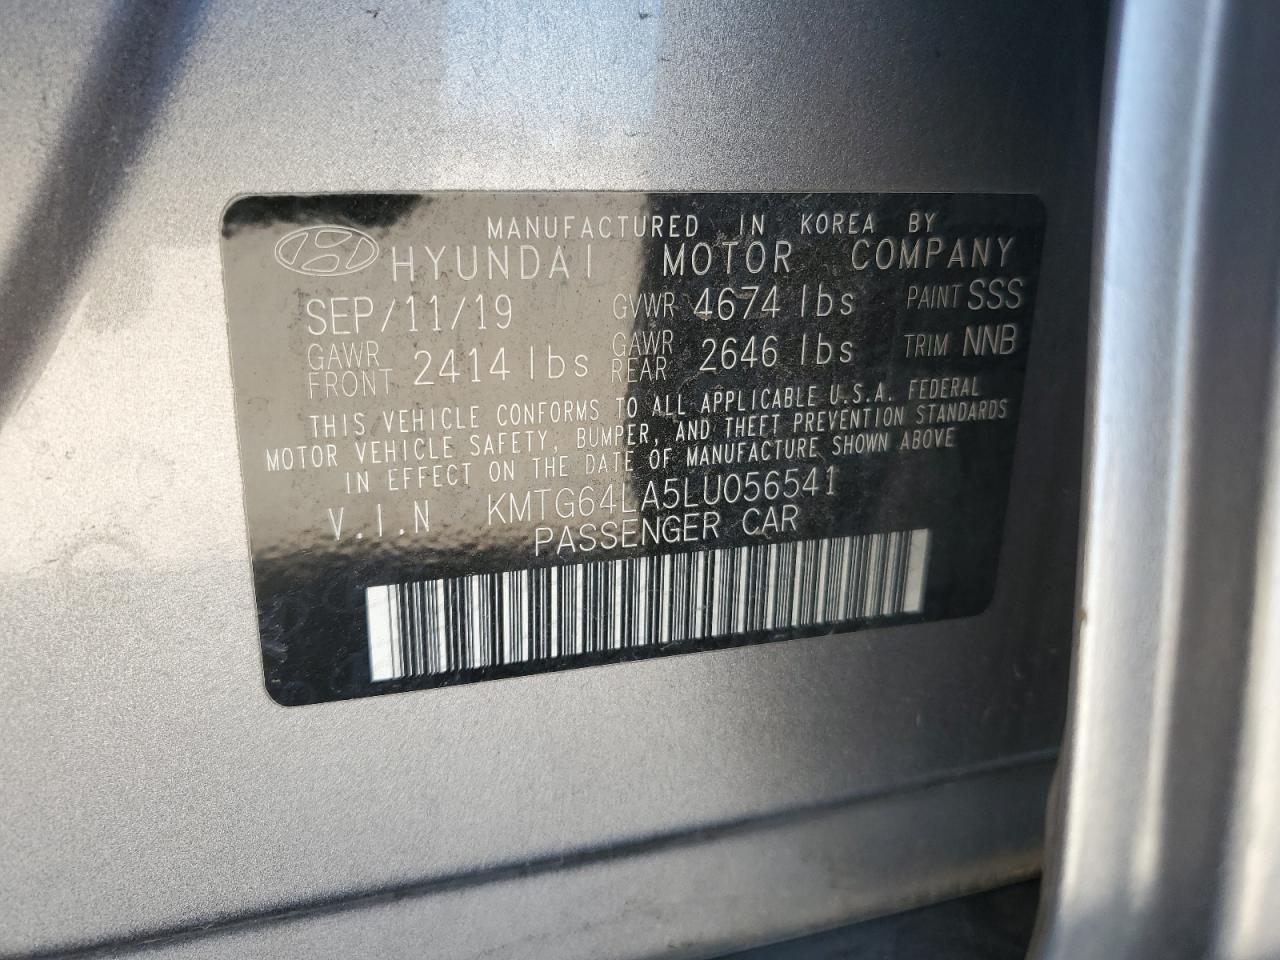 MANUFACTURED IN KOREA BY
HYUNDAI MOTOR COMPANY
SEP/11/19 GVWR 4674 lbs PAINT SSS
GAWR FRONT 2414 lbs GAWR REAR 2646 lbs TRIM NNB
THIS VEHICLE CONFORMS TO ALL APPLICABLE U.S.A. FEDERAL
MOTOR VEHICLE SAFETY, BUMPER, AND THEFT PREVENTION STANDARDS
IN EFFECT ON THE DATE OF MANUFACTURE SHOWN ABOVE
V.I.N KMTG64LA5LU056541
PASSENGER CAR